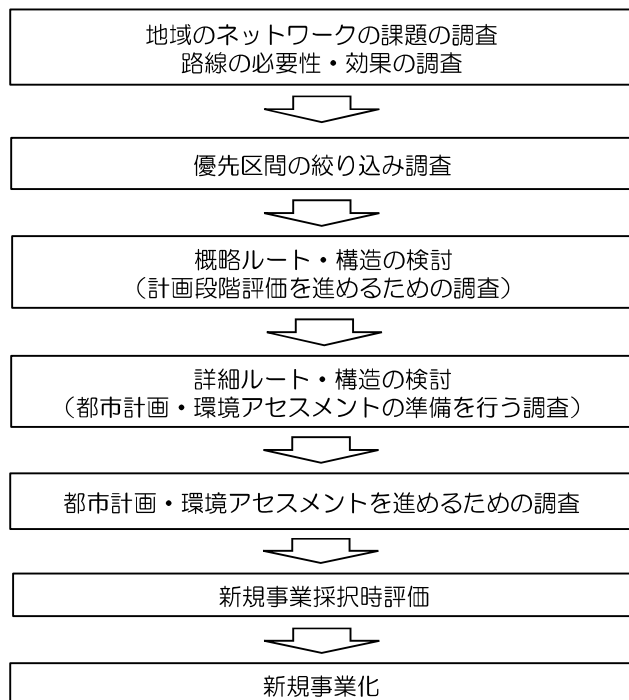 地域のネットワークの課題の調査
路線の必要性・効果の調査
優先区間の絞り込み調査
概略ルート・構造の検討
（計画段階評価を進めるための調査）
詳細ルート・構造の検討
（都市計画・環境アセスメントの準備を行う調査）
都市計画・環境アセスメントを進めるための調査
新規事業採択時評価
新規事業化